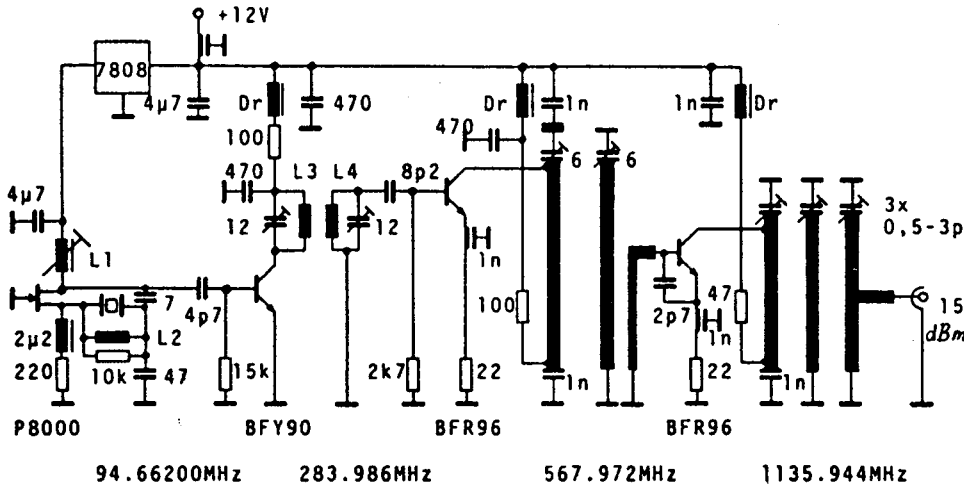 +12V
7808
4µ7
Dr
470
Dr
1n
1n
Dr
100
470
6
6
470
L3
L4
8p2
4µ7
12
12
3x
0,5-3p
L1
1n
7
4p7
100
2p7
47
15
dBm
2µ2
L2
1n
220
10k
47
15k
2k7
22
1n
22
1n
P8000
BFY90
BFR96
BFR96
94.66200MHz
283.986MHz
567.972MHz
1135.944MHz